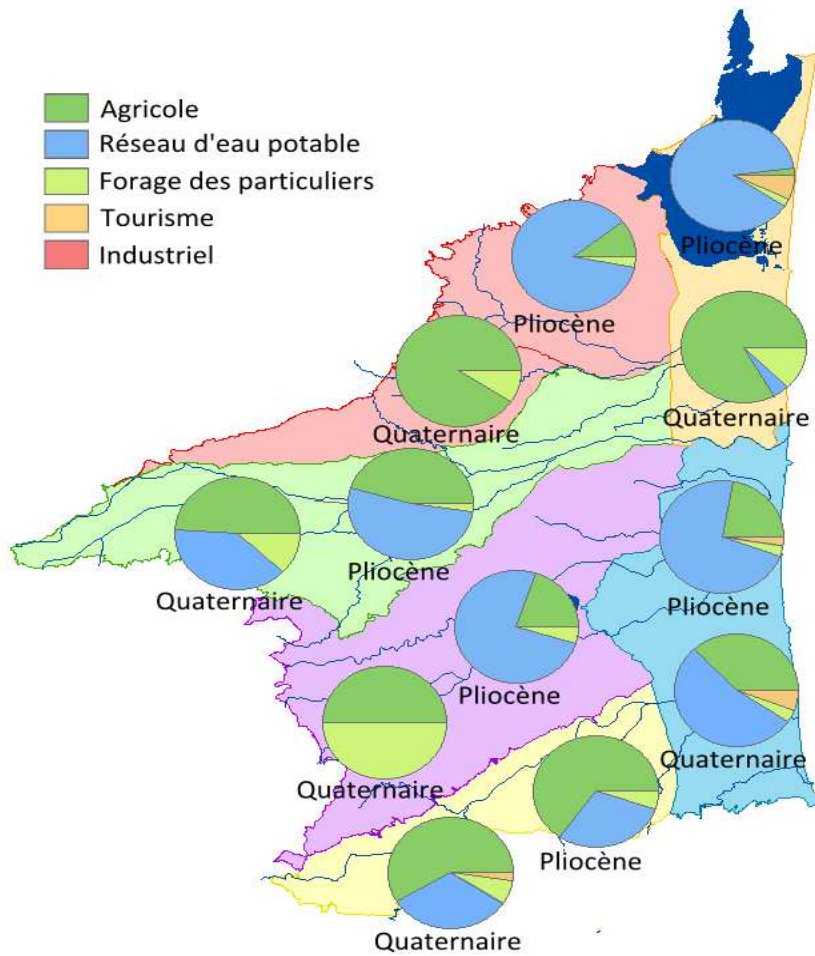 Agricole
Réseau d'eau potable
Forage des particuliers
Tourisme
Industriel
Pliocène
Pliocène
Quaternaire
Quaternaire
Pliocène
Quaternaire
Pliocène
Pliocène
Quaternaire
Quaternaire
Pliocène
Quaternaire